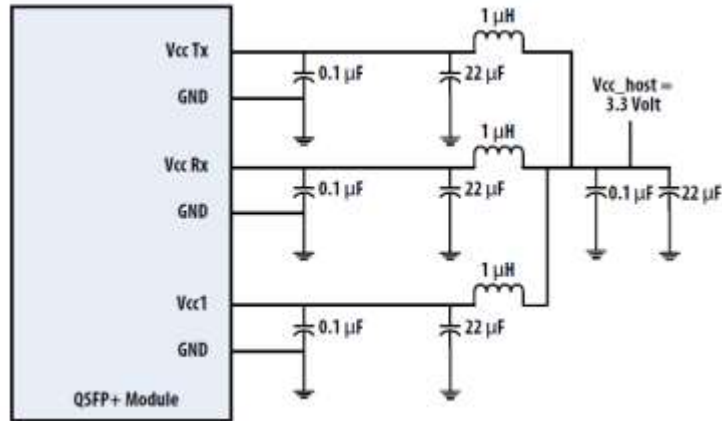 1 µH
Vcc Tx
0.1 µF
22 µF
GND
Vcc_host =
3.3 Volt
1 µH
Vcc Rx
0.1 µF
22 µF
0.1 µF
22 µF
GND
1 µH
Vcc1
0.1 µF
22 µF
GND
QSFP+ Module